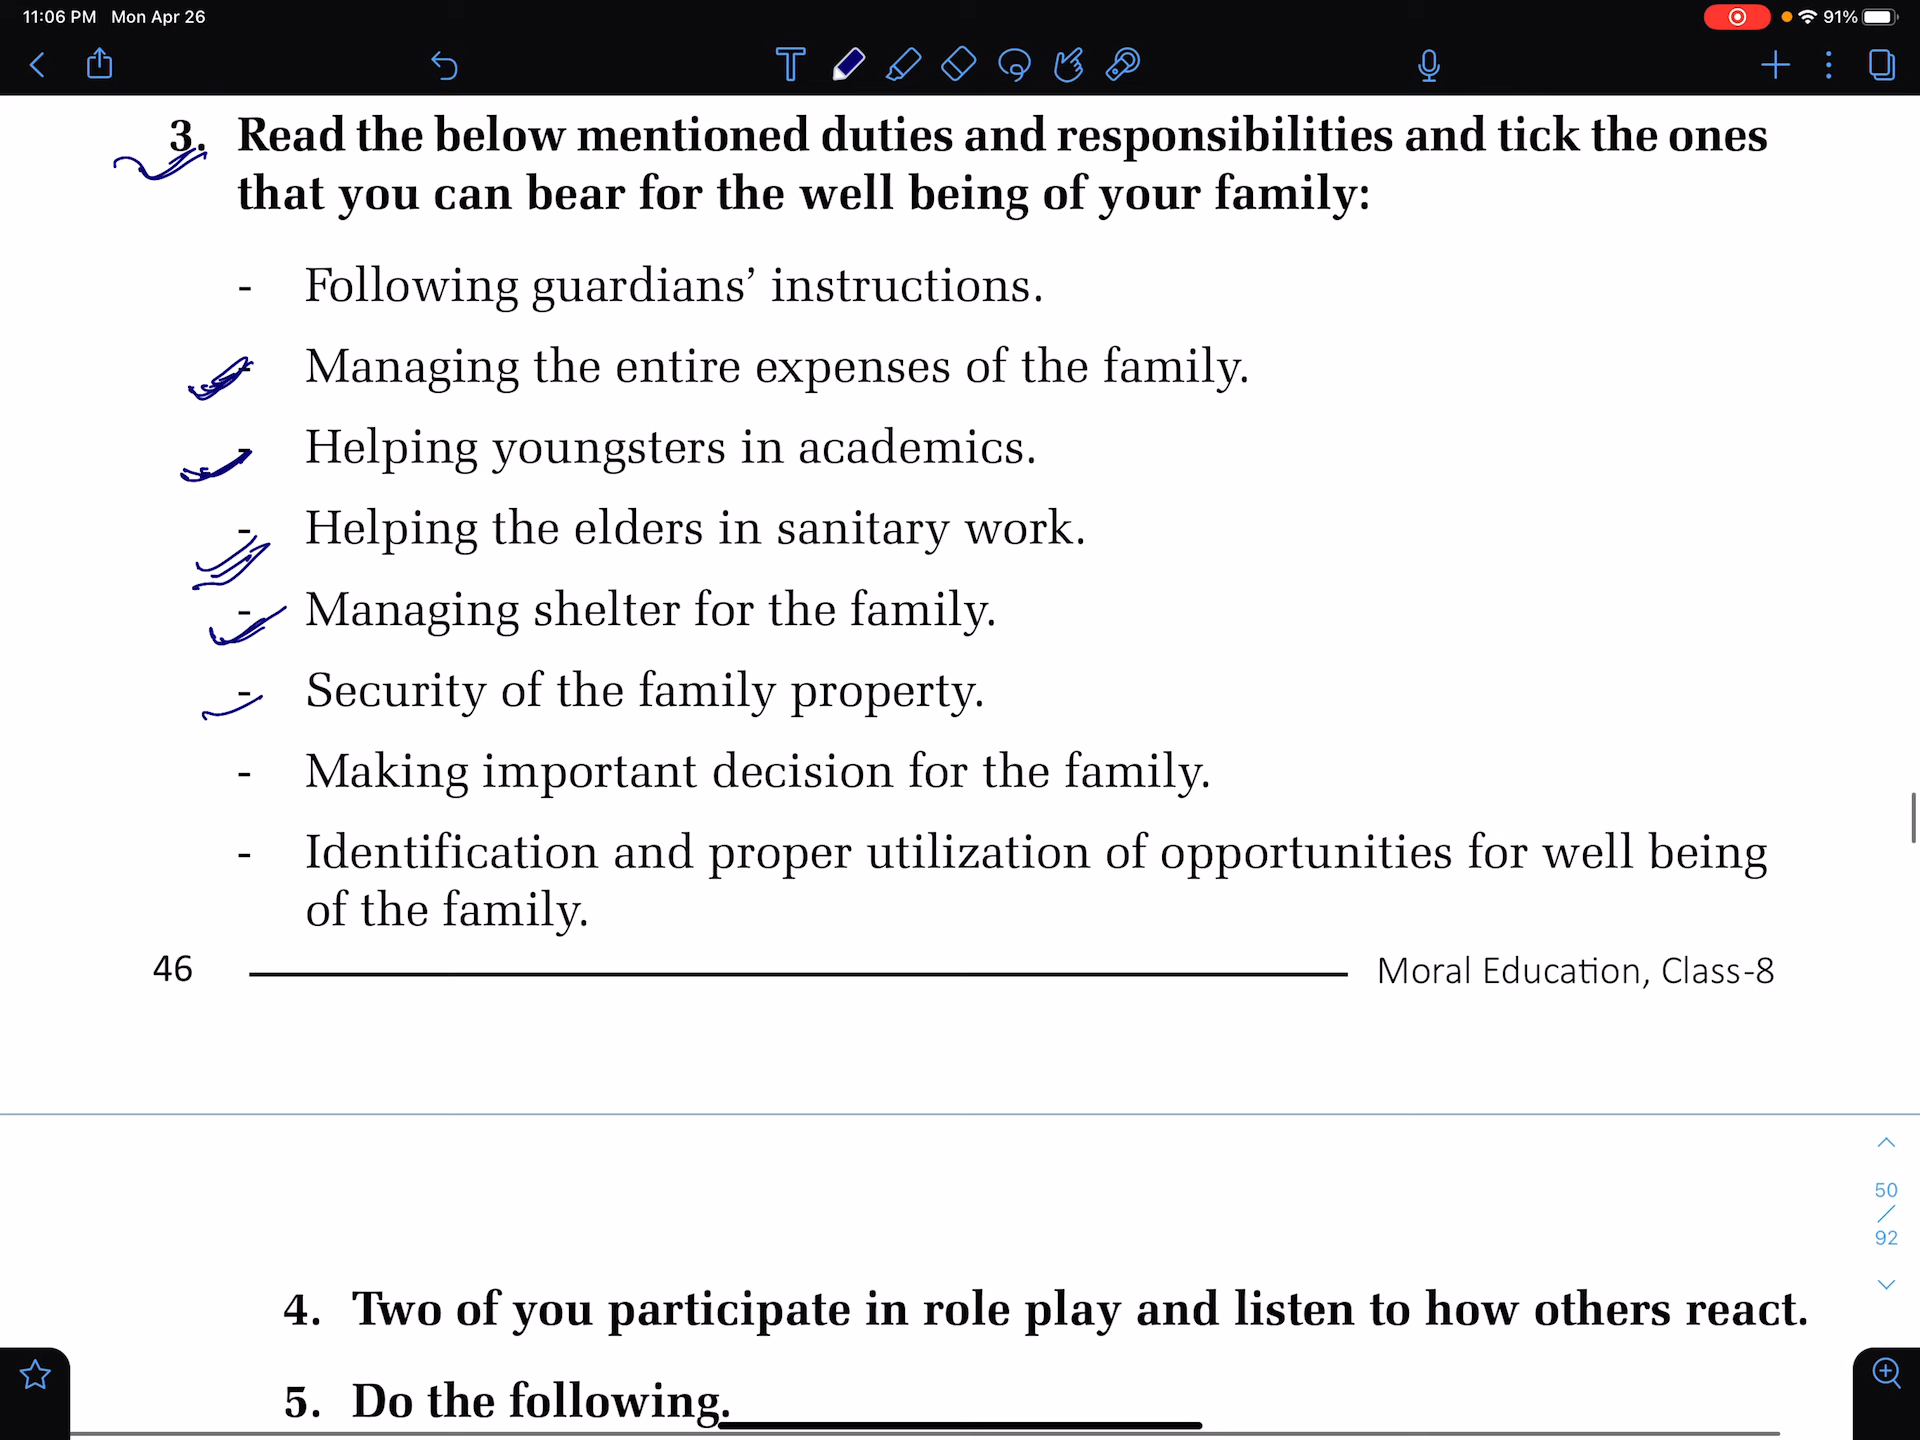 11:06 PM Mon Apr 26
91%
3. Read the below mentioned duties and responsibilities and tick the ones
that you can bear for the well being of your family:
- Following guardians’ instructions.
- Managing the entire expenses of the family.
- Helping youngsters in academics.
- Helping the elders in sanitary work.
- Managing shelter for the family.
- Security of the family property.
- Making important decision for the family.
- Identification and proper utilization of opportunities for well being
of the family.
46 Moral Education, Class-8
50
/
92
4. Two of you participate in role play and listen to how others react.
5. Do the following.